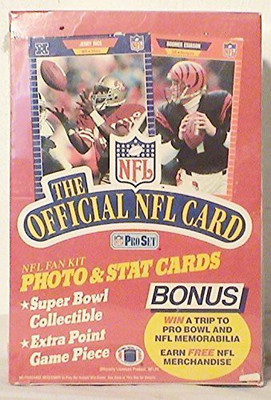 JERRY RICE
BOOMER ESIASON
NFL
THE
OFFICIAL NFL CARD
NFL PRO SET
NFL FAN KIT
PHOTO & STAT CARDS
★Super Bowl
Collectible
★Extra Point
Game Piece
BONUS
WIN A TRIP TO
PRO BOWL AND
NFL MEMORABILIA
EARN FREE NFL
MERCHANDISE